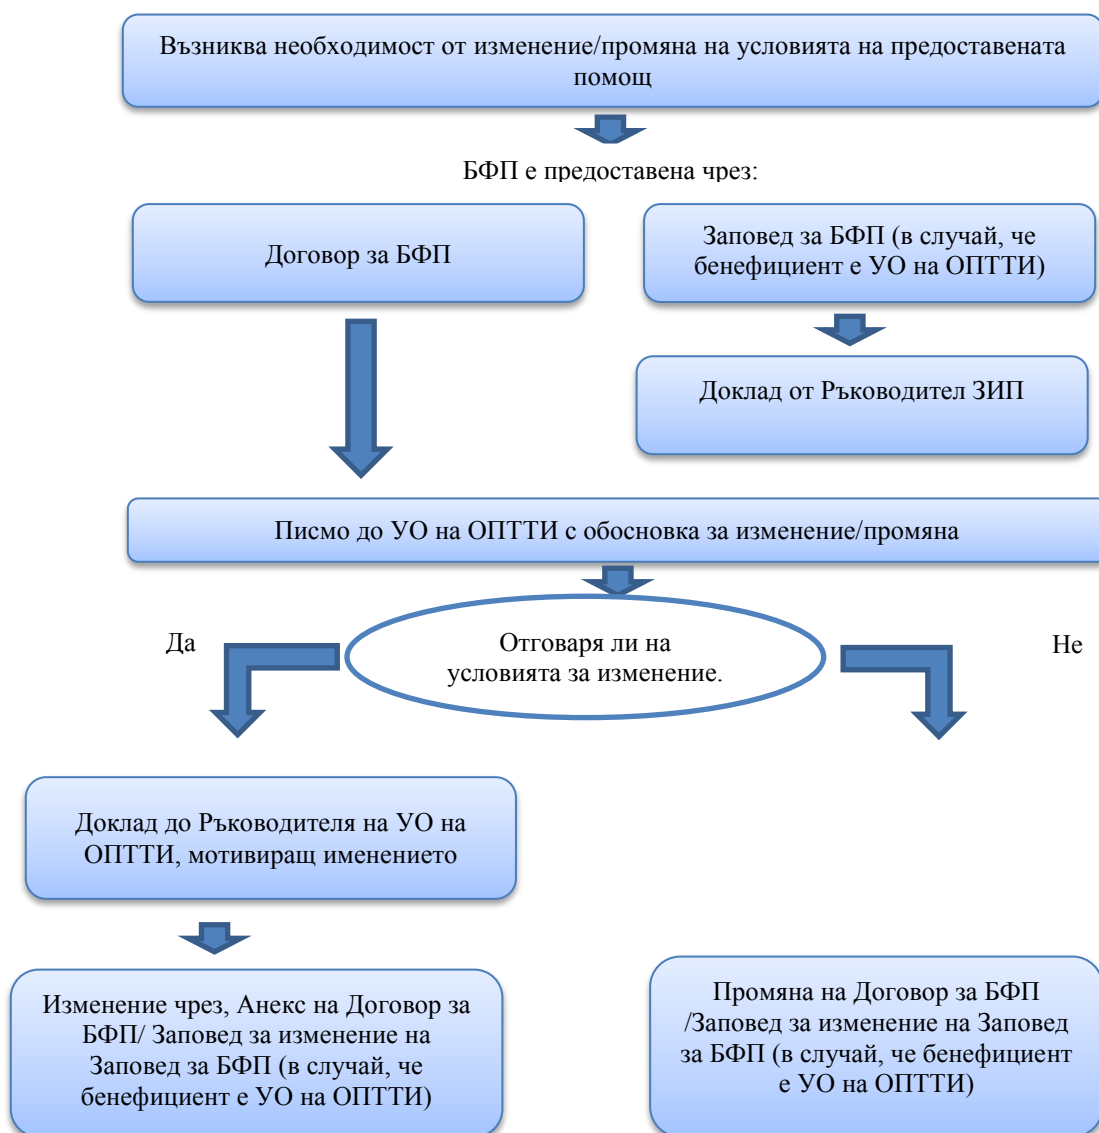 Възниква необходимост от изменение/промяна на условията на предоставената
помощ
БФП е предоставена чрез:
Договор за БФП
Заповед за БФП (в случай, че
бенефициент е УО на ОПТТИ)
Доклад от Ръководител ЗИП
Писмо до УО на ОПТТИ с обосновка за изменение/промяна
Да
Отговаря ли на
условията за изменение.
Не
Доклад до Ръководителя на УО на
ОПТТИ, мотивиращ именението
Изменение чрез, Анекс на Договор за
БФП/ Заповед за изменение на
Заповед за БФП (в случай, че
бенефициент е УО на ОПТТИ)
Промяна на Договор за БФП
/Заповед за изменение на Заповед
за БФП (в случай, че бенефициент
е УО на ОПТТИ)